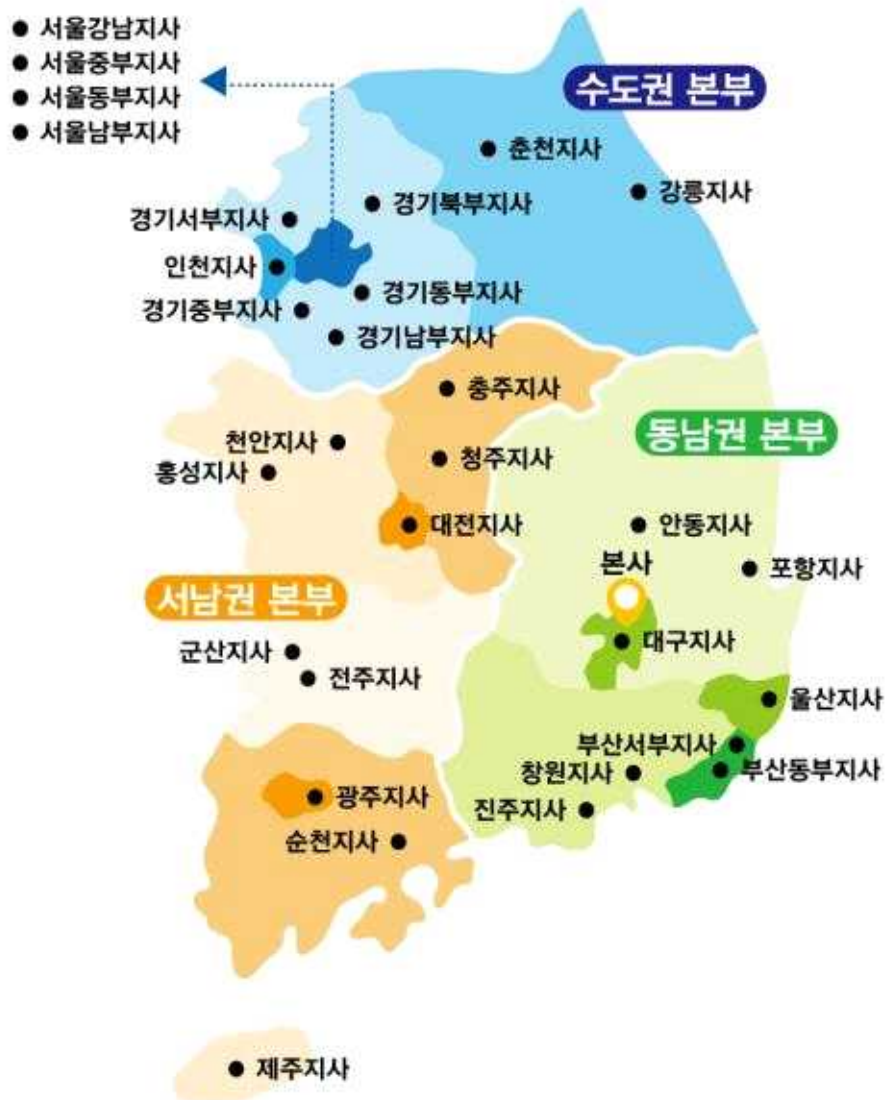 서울강남지사
서울중부지사
서울동부지사
서울남부지사
수도권 본부
춘천지사
강릉지사
경기북부지사
경기서부지사
인천지사
경기동부지사
경기중부지사
경기남부지사
충주지사
동남권 본부
천안지사
청주지사
홍성지사
대전지사
안동지사
본사
포항지사
서남권 본부
대구지사
군산지사
전주지사
울산지사
부산서부지사
창원지사
부산동부지사
광주지사
진주지사
순천지사
제주지사